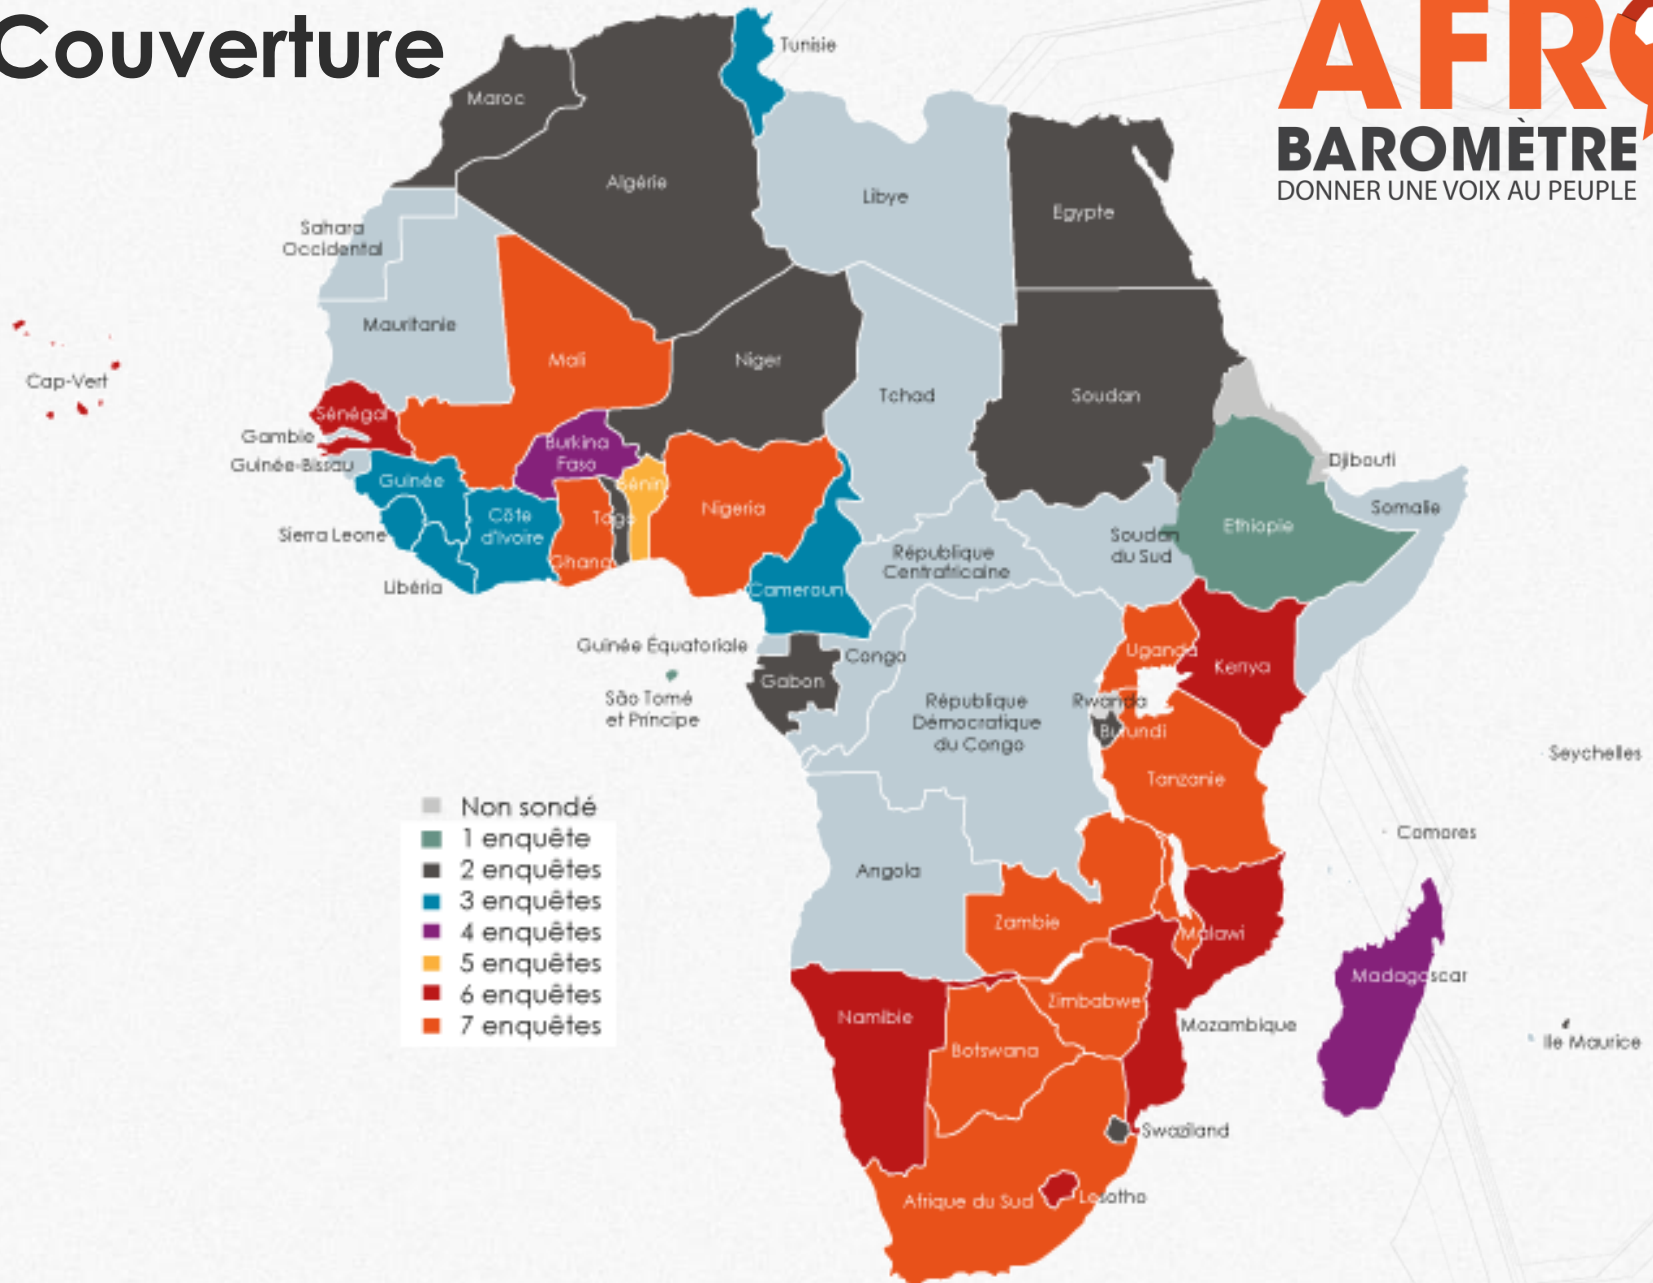 Couverture
AFR
BAROMÈTRE
DONNER UNE VOIX AU PEUPLE
Tunisie
Maroc
Algérie
Libye
Egypte
Sahara
Occidental
Mauritanie
Mali
Niger
Tchad
Soudan
Cap-Vert
Sénégal
Gambie
Guinée-Bissau
Guinée
Burkina
Faso
Bénin
Togo
Nigeria
Djibouti
Somalie
Ethiopie
Sierra Leone
Côte
d'Ivoire
Ghana
Libéria
Cameroun
République
Centrafricaine
Soudan
du Sud
Guinée Équatoriale
Congo
Gabon
São Tomé
et Príncipe
Uganda
Kenya
Rwanda
Burundi
République
Démocratique
du Congo
Tanzanie
Seychelles
Comores
Non sondé
1 enquête
2 enquêtes
3 enquêtes
4 enquêtes
5 enquêtes
6 enquêtes
7 enquêtes
Angola
Zambie
Malawi
Madagascar
Namibie
Zimbabwe
Mozambique
Ile Maurice
Botswana
Swaziland
Afrique du Sud
Lesotho